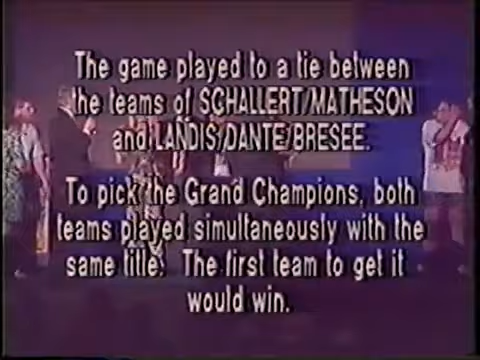 The game played to a tie between
the teams of SCHALLERT/MATHESON
and LANDIS/DANTE/BRESEE.
To pick the Grand Champions, both
teams played simultaneously with the
same title. The first team to get it
would win.